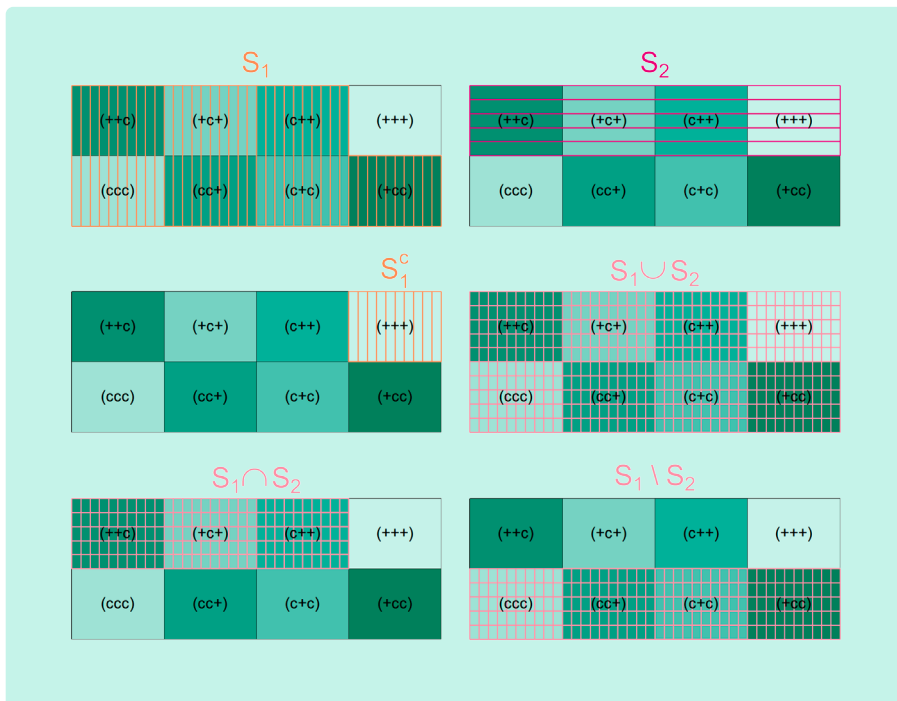 S₁ S₂
(++c) (+c+) (c++) (+++) (++c) (+c+) (c++) (+++)
(ccc) (cc+) (c+c) (+cc) (ccc) (cc+) (c+c) (+cc)
S₁ᶜ S₁∪S₂
(++c) (+c+) (c++) (+++) (++c) (+c+) (c++) (+++)
(ccc) (cc+) (c+c) (+cc) (ccc) (cc+) (c+c) (+cc)
S₁∩S₂ S₁ \ S₂
(++c) (+c+) (c++) (+++) (++c) (+c+) (c++) (+++)
(ccc) (cc+) (c+c) (+cc) (ccc) (cc+) (c+c) (+cc)